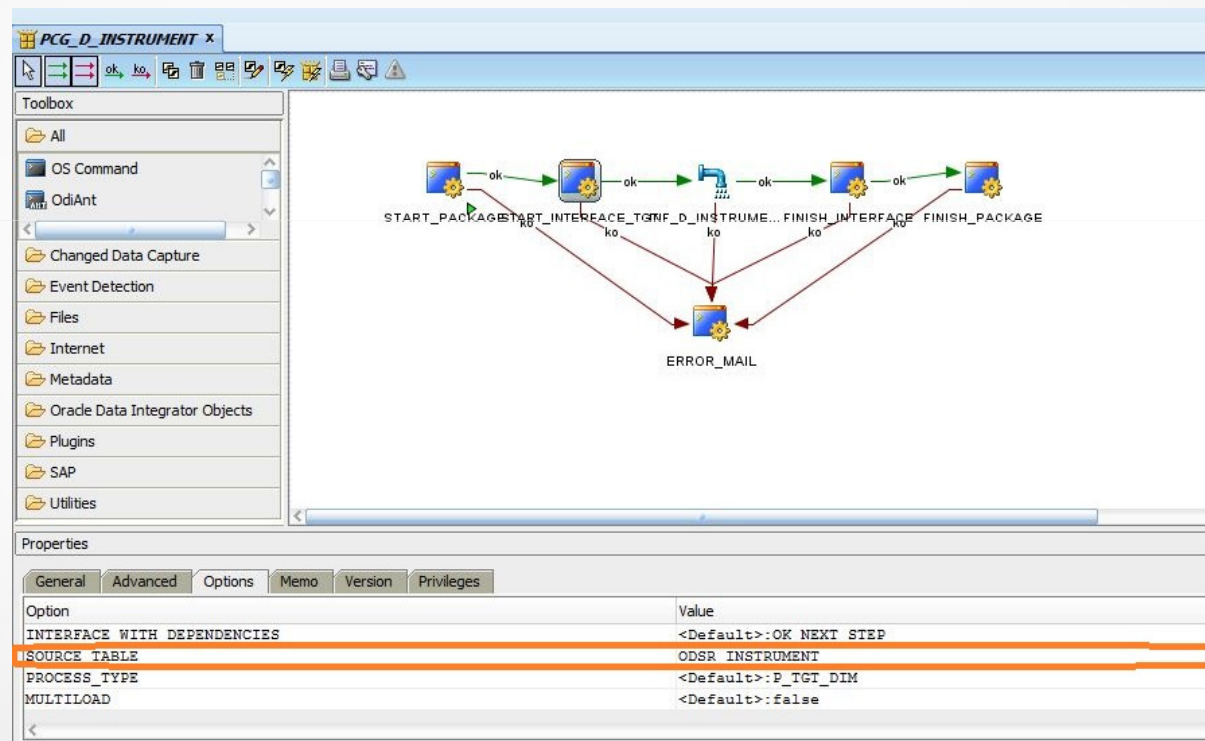 PCG_D_INSTRUMENT x
ok ko
Toolbox
All
OS Command
OdiAnt
Changed Data Capture
Event Detection
Files
Internet
Metadata
Oracle Data Integrator Objects
Plugins
SAP
Utilities
ok ok ok ok
START_PACKAGE START_INTERFACE_TGT INF_D_INSTRUME... FINISH_INTERFACE FINISH_PACKAGE
ko ko ko ko ko
ERROR_MAIL
Properties
General Advanced Options Memo Version Privileges
Option Value
INTERFACE WITH DEPENDENCIES <Default>:OK NEXT STEP
SOURCE TABLE ODSR INSTRUMENT
PROCESS_TYPE <Default>:P_TGT_DIM
MULTILOAD <Default>:false